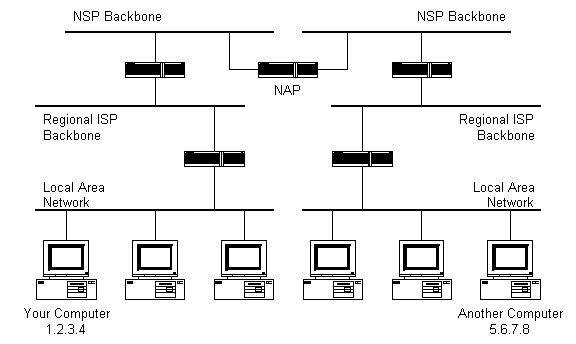 NSP Backbone
NSP Backbone
NAP
Regional ISP
Backbone
Regional ISP
Backbone
Local Area
Network
Local Area
Network
Your Computer
1.2.3.4
Another Computer
5.6.7.8